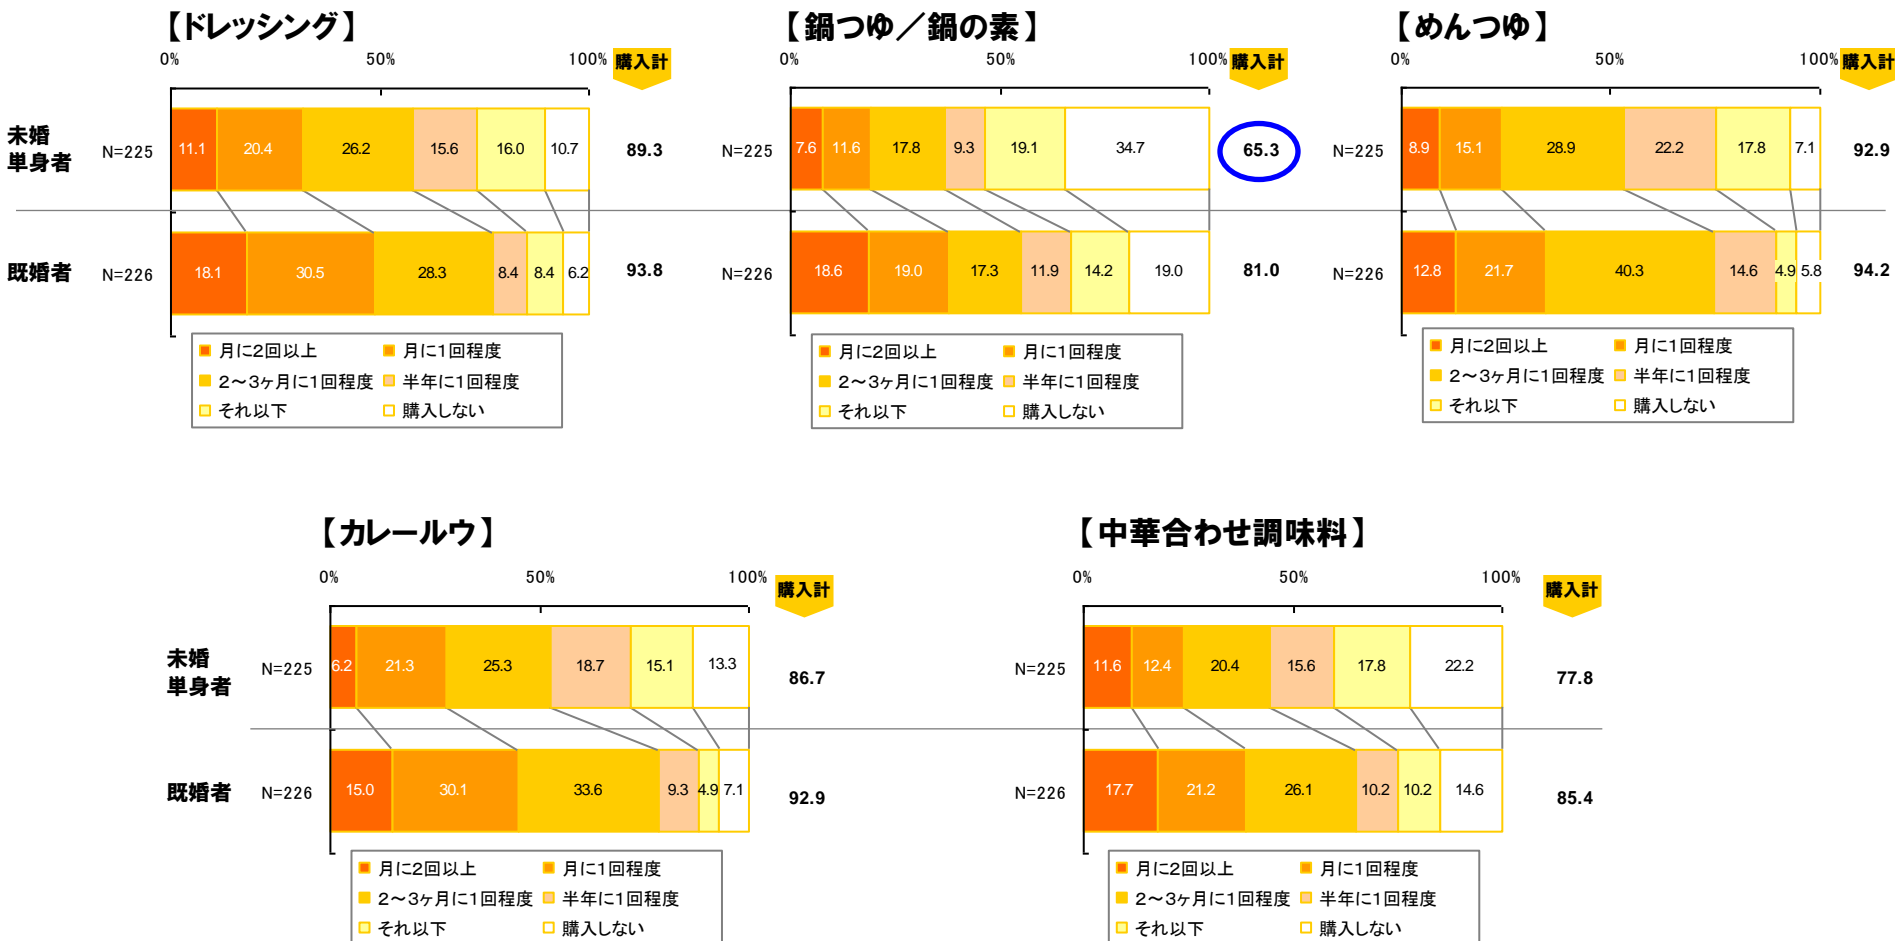 【ドレッシング】
0% 50% 100% 購入計
未婚
単身者 N=225 11.1 20.4 26.2 15.6 16.0 10.7 89.3
既婚者 N=226 18.1 30.5 28.3 8.4 8.4 6.2 93.8
月に2回以上 月に1回程度
2～3ヶ月に1回程度 半年に1回程度
それ以下 購入しない
【鍋つゆ／鍋の素】
0% 50% 100% 購入計
N=225 7.6 11.6 17.8 9.3 19.1 34.7 65.3
N=226 18.6 19.0 17.3 11.9 14.2 19.0 81.0
月に2回以上 月に1回程度
2～3ヶ月に1回程度 半年に1回程度
それ以下 購入しない
【めんつゆ】
0% 50% 100% 購入計
N=225 8.9 15.1 28.9 22.2 17.8 7.1 92.9
N=226 12.8 21.7 40.3 14.6 4.9 5.8 94.2
月に2回以上 月に1回程度
2～3ヶ月に1回程度 半年に1回程度
それ以下 購入しない
【カレールウ】
0% 50% 100% 購入計
未婚
単身者 N=225 6.2 21.3 25.3 18.7 15.1 13.3 86.7
既婚者 N=226 15.0 30.1 33.6 9.3 4.9 7.1 92.9
月に2回以上 月に1回程度
2～3ヶ月に1回程度 半年に1回程度
それ以下 購入しない
【中華合わせ調味料】
0% 50% 100% 購入計
N=225 11.6 12.4 20.4 15.6 17.8 22.2 77.8
N=226 17.7 21.2 26.1 10.2 10.2 14.6 85.4
月に2回以上 月に1回程度
2～3ヶ月に1回程度 半年に1回程度
それ以下 購入しない